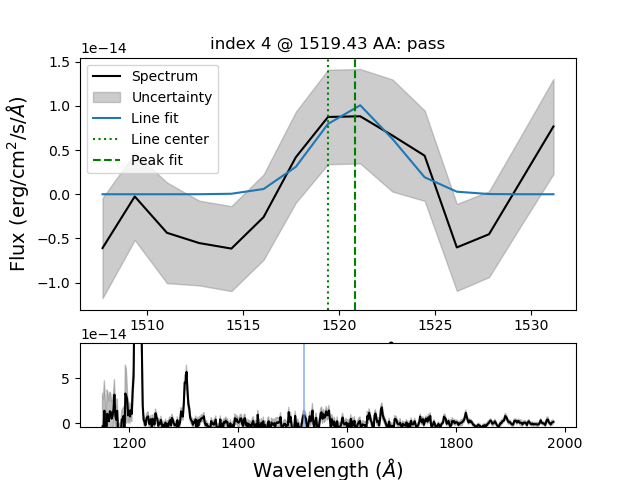 index 4 @ 1519.43 AA: pass
1e−14
1.5
1.0
0.5
0.0
−0.5
−1.0
Flux (erg/cm²/s/Å)
Spectrum
Uncertainty
Line fit
Line center
Peak fit
1510
1515
1520
1525
1530
1e−14
5
0
1200
1400
1600
1800
2000
Wavelength (Å)